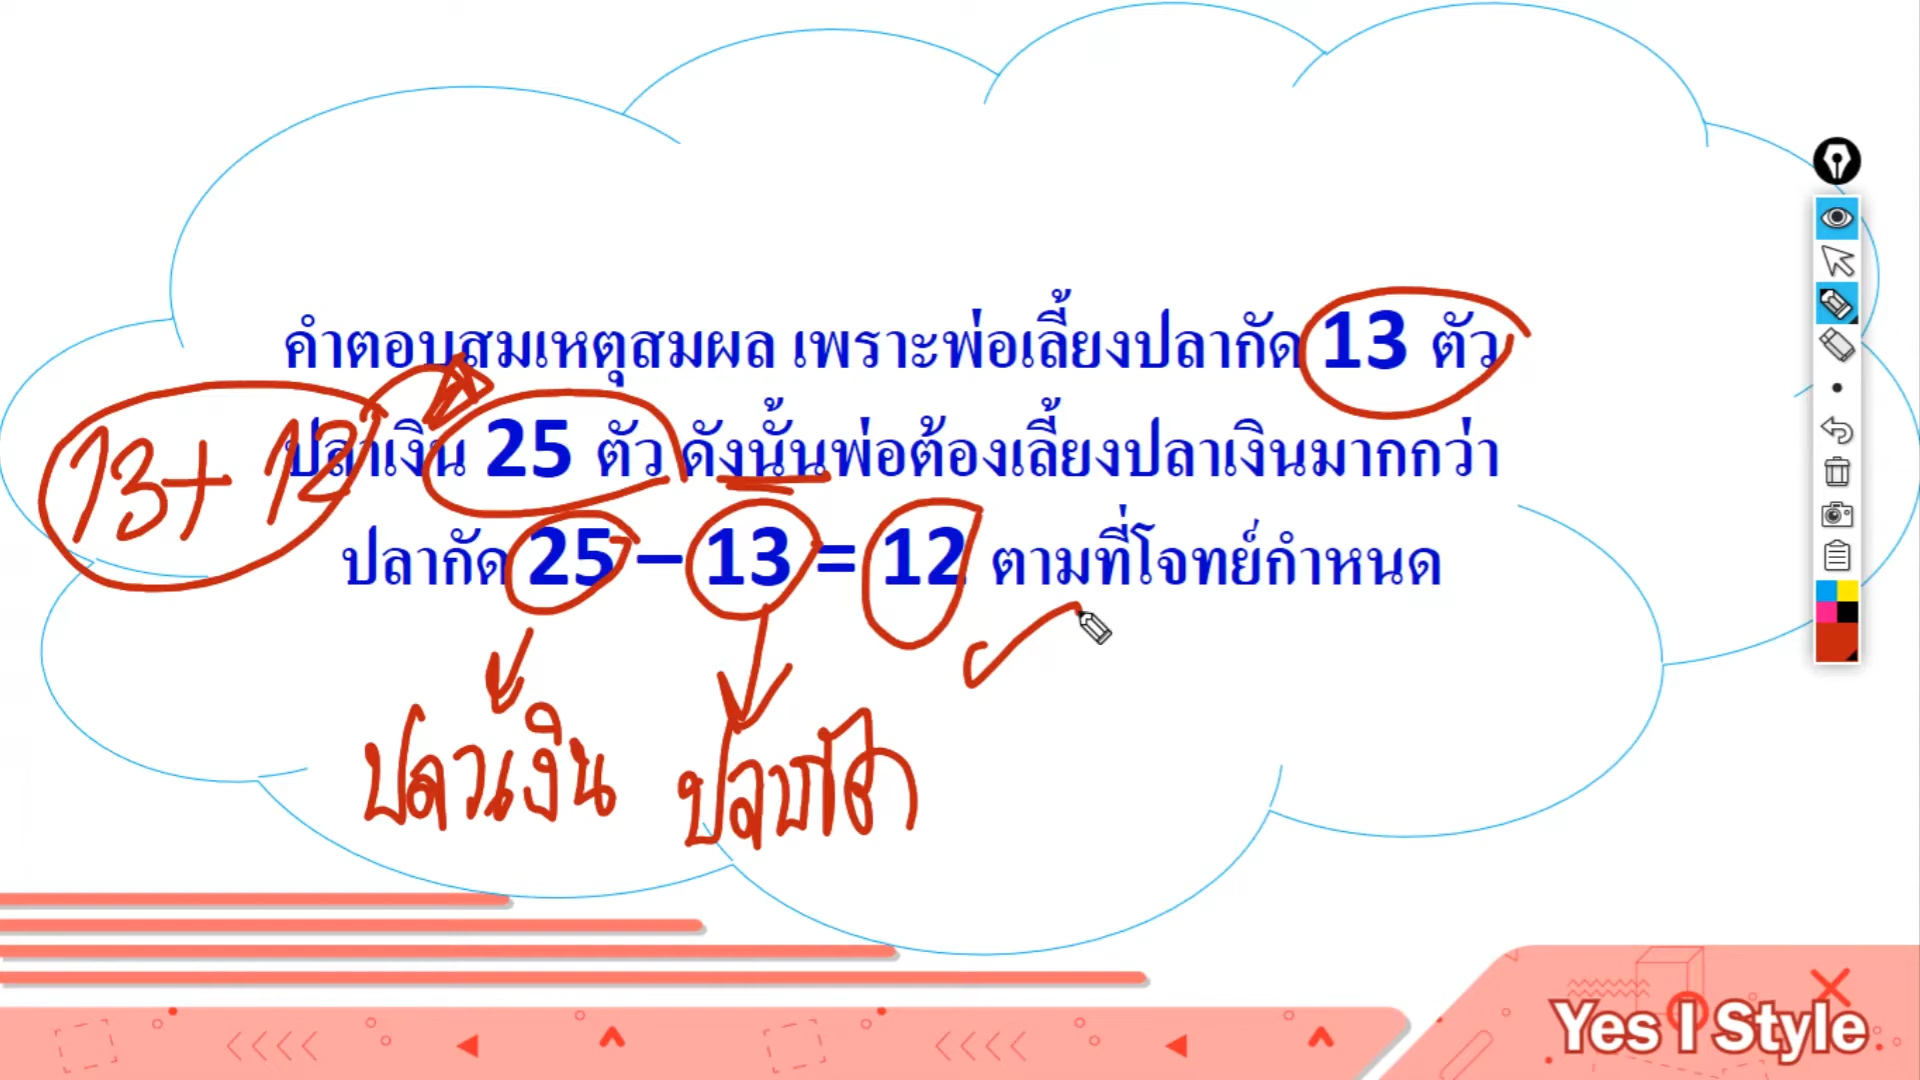 คำตอบสมเหตุสมผล เพราะพ่อเลี้ยงปลากัด 13 ตัว
ปลาเงิน 25 ตัว ดังนั้นพ่อต้องเลี้ยงปลาเงินมากกว่า
ปลากัด 25 – 13 = 12 ตามที่โจทย์กำหนด
13+12
ปลาเงิน
ปลากัด
Yes I Style